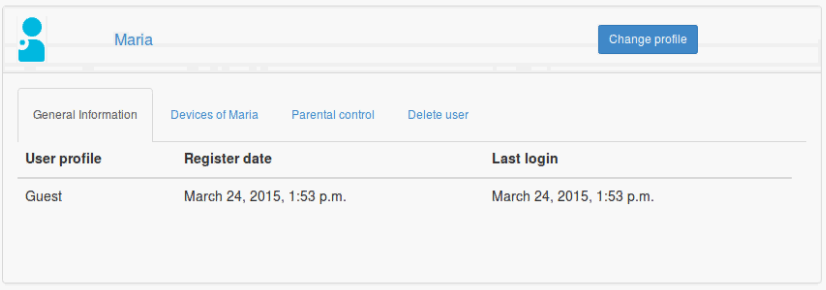 Maria Change profile
General Information Devices of Maria Parental control Delete user
User profile Register date Last login
Guest March 24, 2015, 1:53 p.m. March 24, 2015, 1:53 p.m.